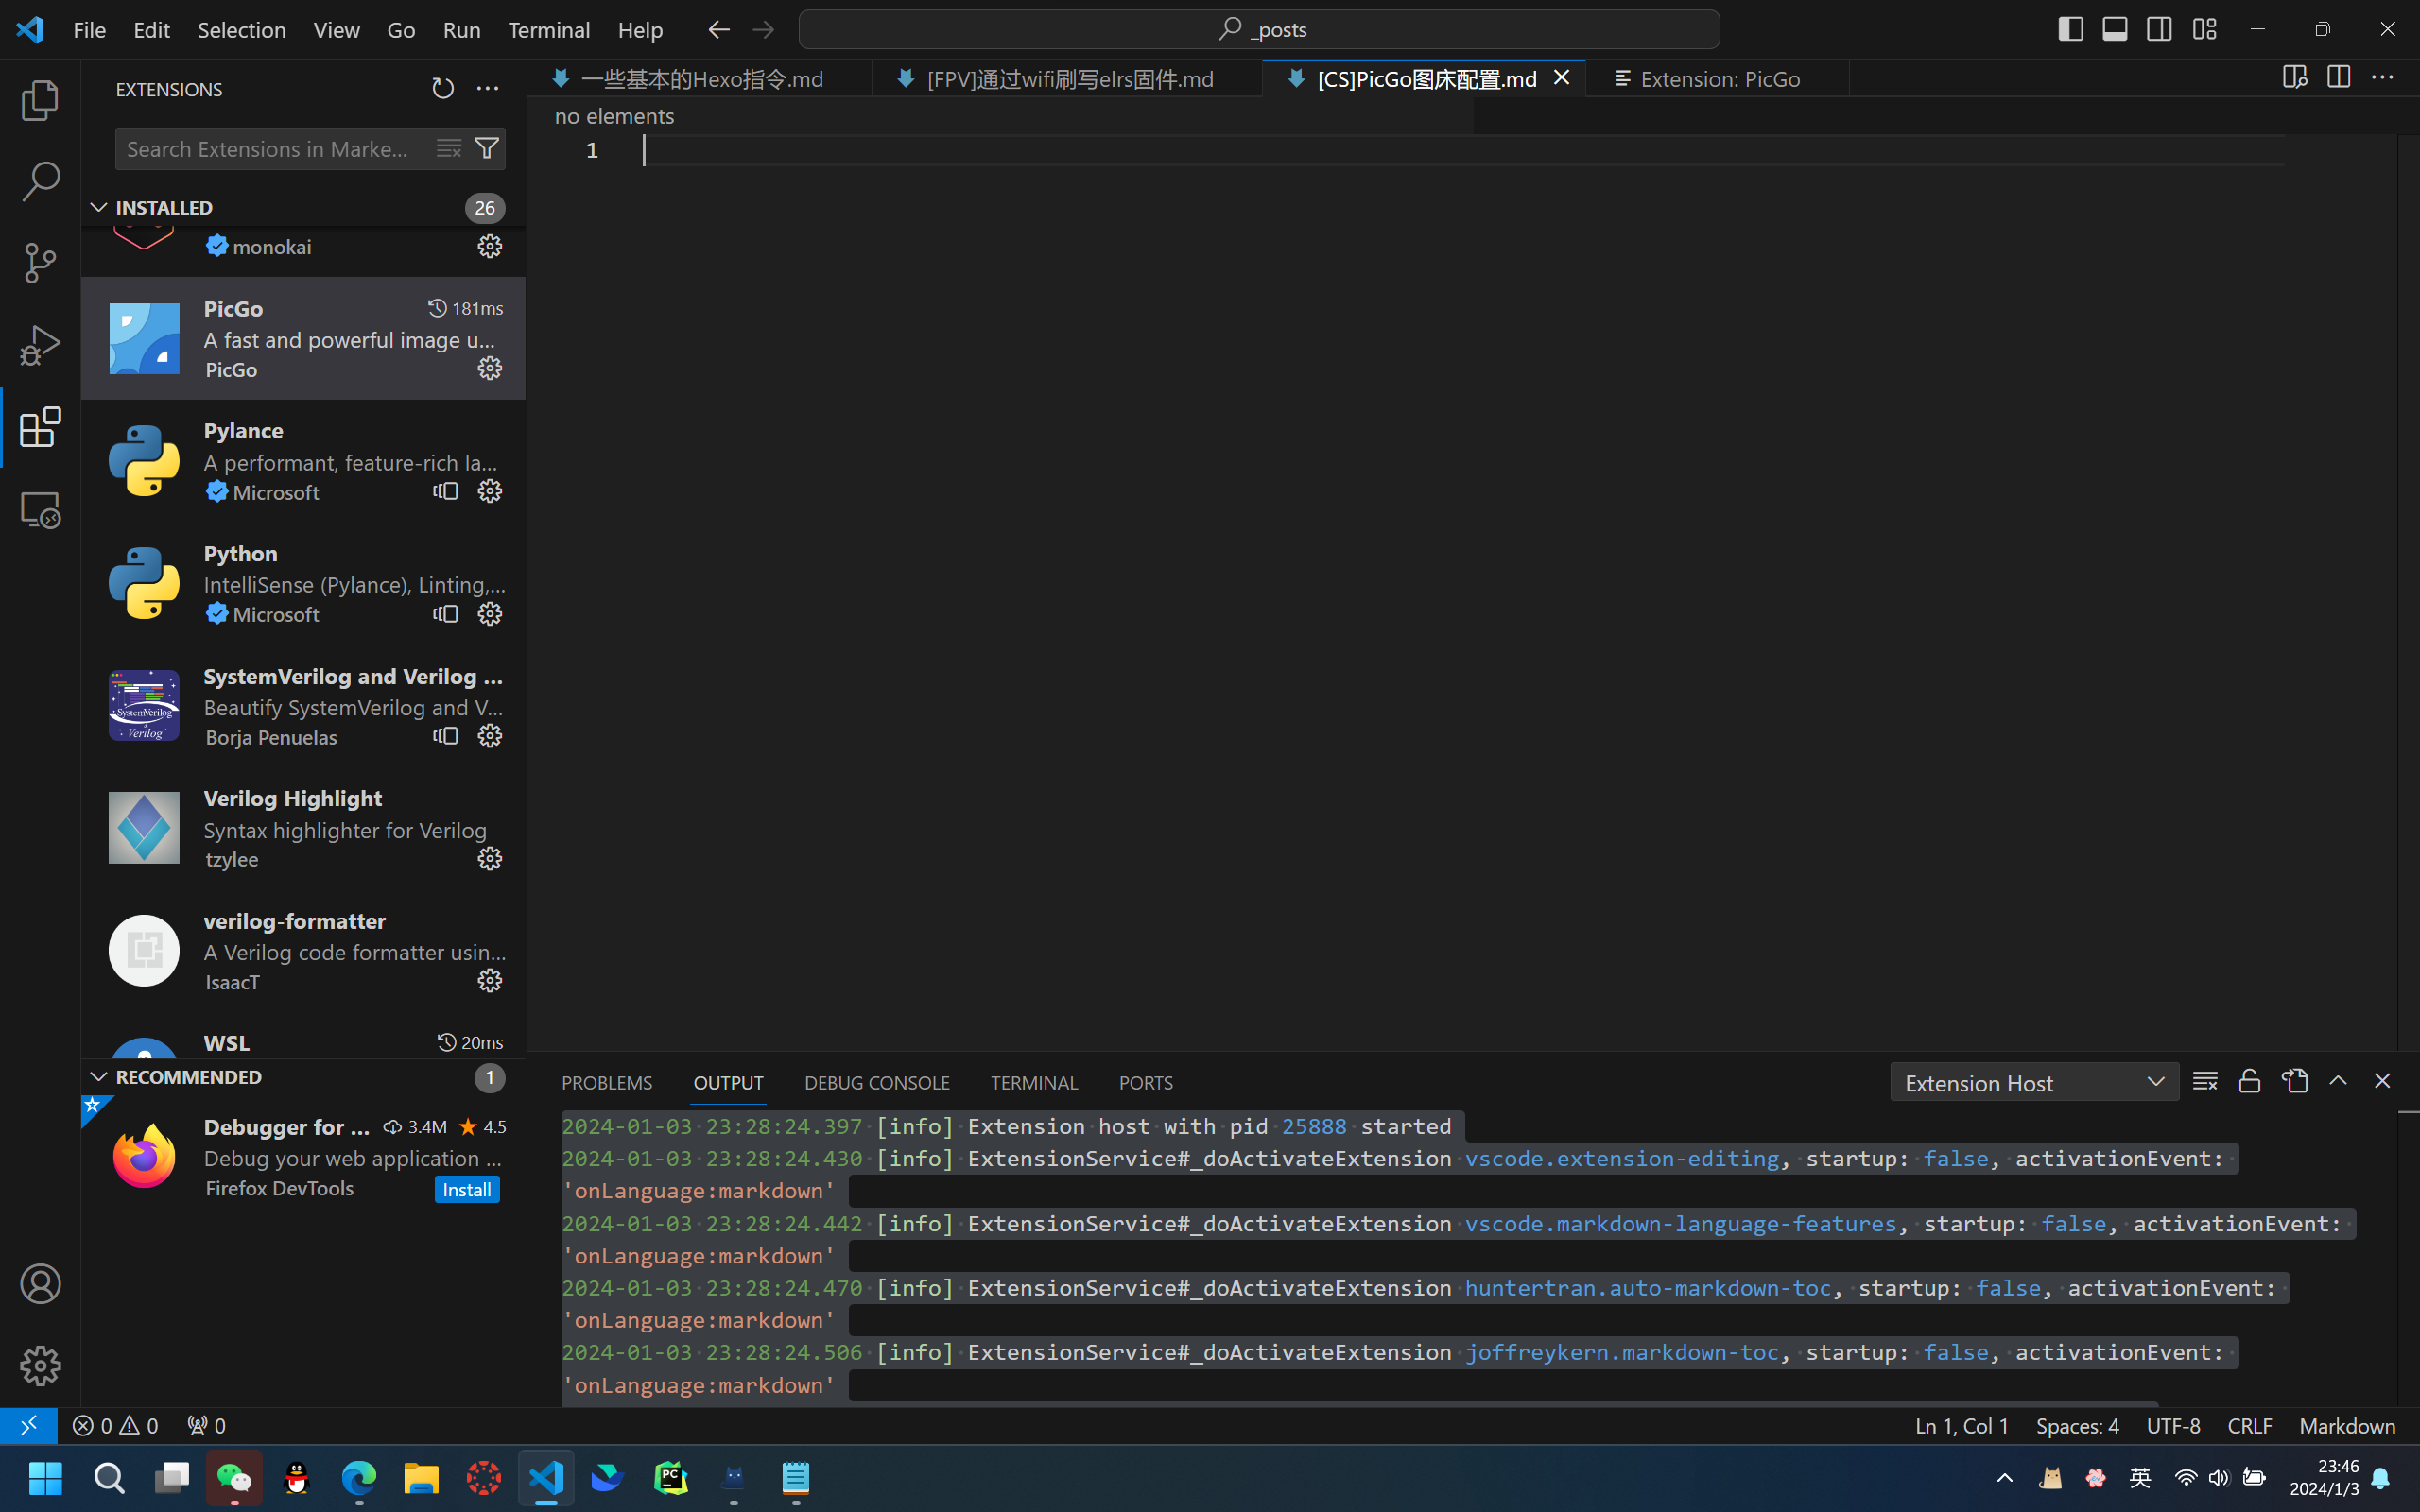 File Edit Selection View Go Run Terminal Help
_posts
EXTENSIONS
Search Extensions in Marke...
INSTALLED 26
monokai
PicGo 181ms
A fast and powerful image u...
PicGo
Pylance
A performant, feature-rich la...
Microsoft
Python
IntelliSense (Pylance), Linting,...
Microsoft
SystemVerilog and Verilog ...
Beautify SystemVerilog and V...
Borja Penuelas
SystemVerilog
&
Verilog
Verilog Highlight
Syntax highlighter for Verilog
tzylee
verilog-formatter
A Verilog code formatter usin...
IsaacT
WSL 20ms
RECOMMENDED 1
Debugger for ... 3.4M 4.5
Debug your web application ...
Firefox DevTools Install
一些基本的Hexo指令.md [FPV]通过wifi刷写elrs固件.md [CS]PicGo图床配置.md Extension: PicGo
no elements
1
PROBLEMS OUTPUT DEBUG CONSOLE TERMINAL PORTS Extension Host
2024-01-03 23:28:24.397 [info] Extension host with pid 25888 started
2024-01-03 23:28:24.430 [info] ExtensionService#_doActivateExtension vscode.extension-editing, startup: false, activationEvent:
'onLanguage:markdown'
2024-01-03 23:28:24.442 [info] ExtensionService#_doActivateExtension vscode.markdown-language-features, startup: false, activationEvent:
'onLanguage:markdown'
2024-01-03 23:28:24.470 [info] ExtensionService#_doActivateExtension huntertran.auto-markdown-toc, startup: false, activationEvent:
'onLanguage:markdown'
2024-01-03 23:28:24.506 [info] ExtensionService#_doActivateExtension joffreykern.markdown-toc, startup: false, activationEvent:
'onLanguage:markdown'
0 0 0 Ln 1, Col 1 Spaces: 4 UTF-8 CRLF Markdown
PC
英
23:46
2024/1/3